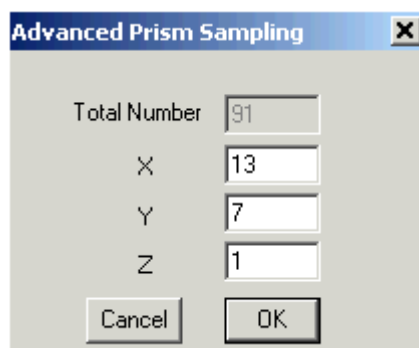 Advanced Prism Sampling
Total Number 91
X 13
Y 7
Z 1
Cancel OK